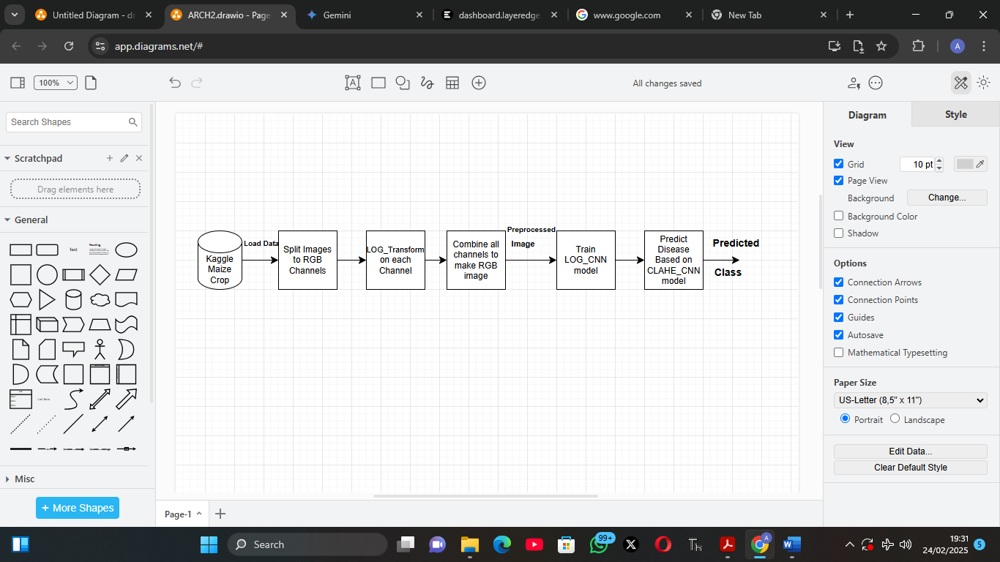 Untitled Diagram - dr
ARCH2.drawio - Page
Gemini
dashboard.layeredge.
www.google.com
New Tab
app.diagrams.net/#
A
100%
A
All changes saved
Search Shapes
Scratchpad
Drag elements here
General
Text
Heading
List Item
Misc
+ More Shapes
Kaggle
Maize
Crop
Load Data
Split Images
to RGB
Channels
LOG_Transform
on each
Channel
Combine all
channels to
make RGB
image
Preprocessed
Image
Train
LOG_CNN
model
Predict
Disease
Based on
CLAHE_CNN
model
Predicted
Class
Page-1
Diagram
Style
View
Grid
10 pt
Page View
Background
Change...
Background Color
Shadow
Options
Connection Arrows
Connection Points
Guides
Autosave
Mathematical Typesetting
Paper Size
US-Letter (8,5" x 11")
Portrait
Landscape
Edit Data...
Clear Default Style
Search
99+
X
Th
A
W
19:31
24/02/2025
5